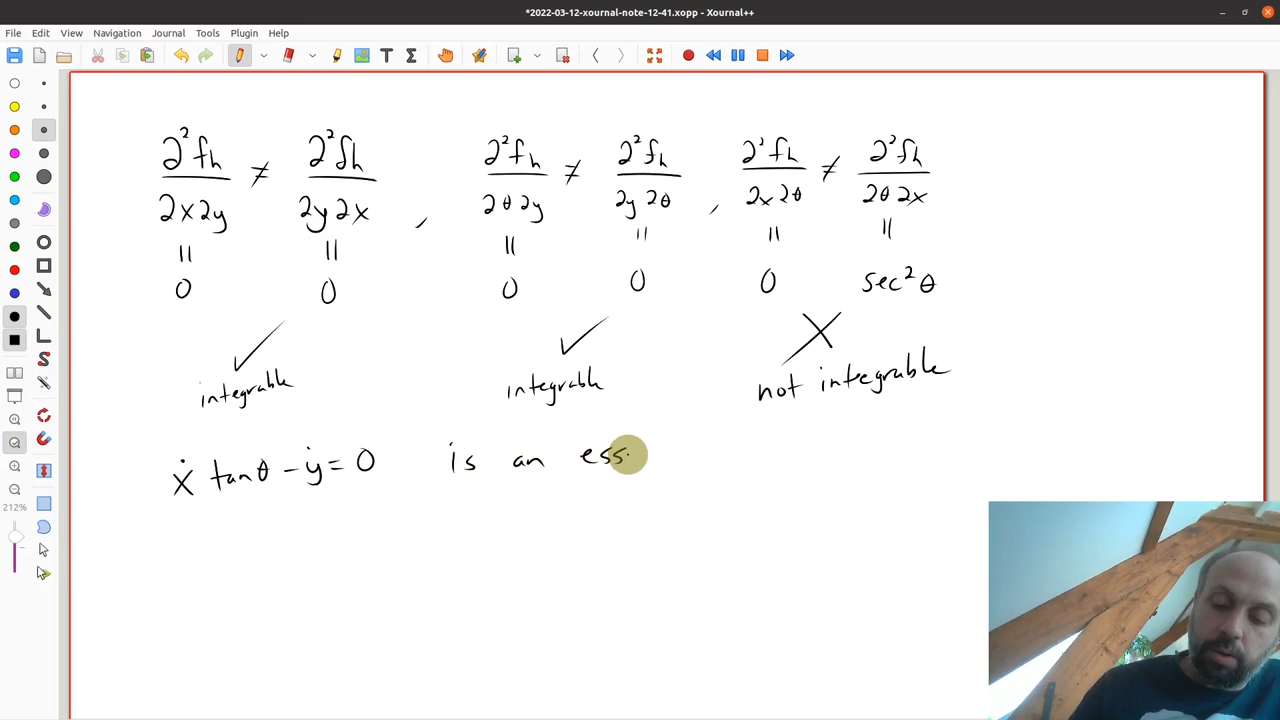 *2022-03-12-xournal-note-12-41.xopp - Xournal++
File Edit View Navigation Journal Tools Plugin Help
∂²fh/∂x∂y ≠ ∂²fh/∂y∂x , ∂²fh/∂θ∂y ≠ ∂²fh/∂y∂θ , ∂²fh/∂x∂θ ≠ ∂²fh/∂θ∂x
|| || || || || ||
0 0 0 0 0 sec²θ
✓ ✓ X
integrable integrable not integrable
ẋ tanθ - ẏ = 0 is an ess
212%